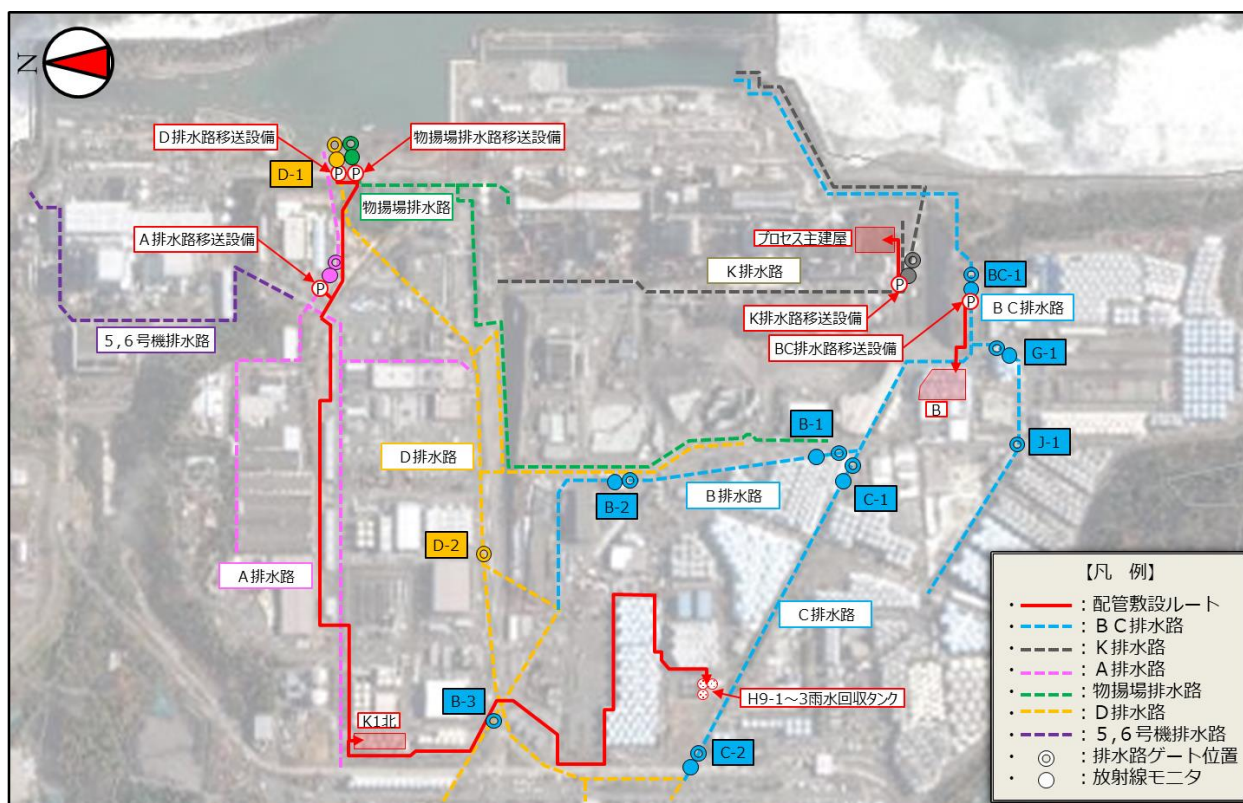 N
D排水路移送設備
物揚場排水路移送設備
D-1
P
P
物揚場排水路
A排水路移送設備
P
5,6号機排水路
プロセス主建屋
K排水路
P
K排水路移送設備
BC-1
P
BC排水路
BC排水路移送設備
G-1
B
J-1
B-1
D排水路
B排水路
B-2
C-1
D-2
A排水路
C排水路
H9-1~3雨水回収タンク
B-3
K1北
C-2
【凡 例】
・ : 配管敷設ルート
・ : BC排水路
・ : K排水路
・ : A排水路
・ : 物揚場排水路
・ : D排水路
・ : 5,6号機排水路
・ ◎ : 排水路ゲート位置
・ ○ : 放射線モニタ